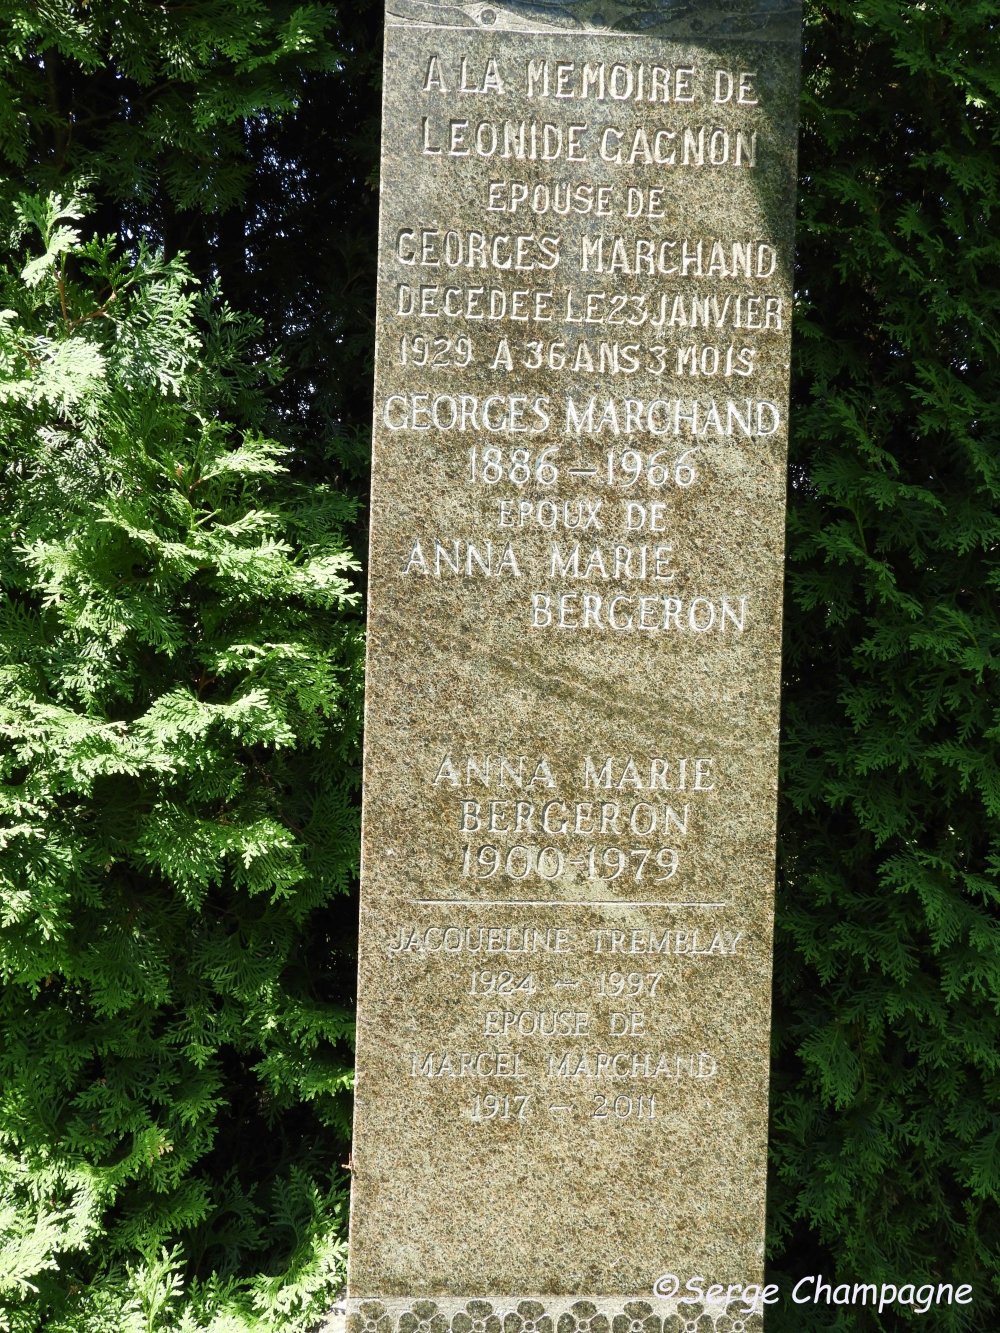 A LA MEMOIRE DE
LEONIDE GAGNON
EPOUSE DE
GEORGES MARCHAND
DECEDEE LE 23 JANVIER
1929 A 36 ANS 3 MOIS
GEORGES MARCHAND
1886 - 1966
EPOUX DE
ANNA MARIE
BERGERON
ANNA MARIE
BERGERON
1900-1979
JACQUELINE TREMBLAY
1924 - 1997
EPOUSE DE
MARCEL MARCHAND
1917 - 2011
©Serge Champagne